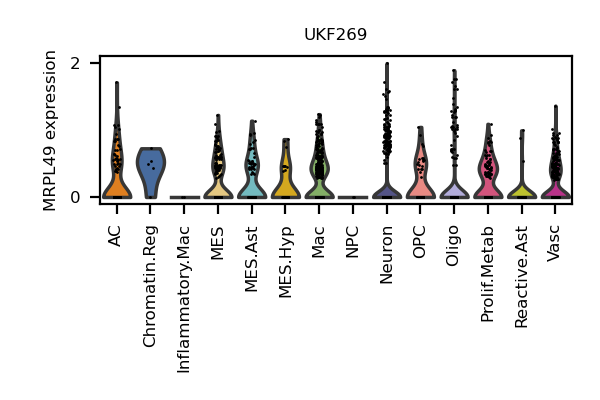 UKF269
MRPL49 expression
2
0
AC
Chromatin.Reg
Inflammatory.Mac
MES
MES.Ast
MES.Hyp
Mac
NPC
Neuron
OPC
Oligo
Prolif.Metab
Reactive.Ast
Vasc